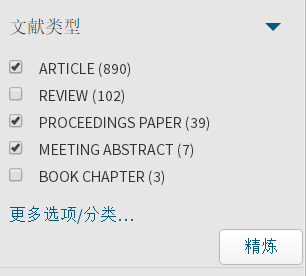 文献类型
ARTICLE (890)
REVIEW (102)
PROCEEDINGS PAPER (39)
MEETING ABSTRACT (7)
BOOK CHAPTER (3)
更多选项/分类...
精炼